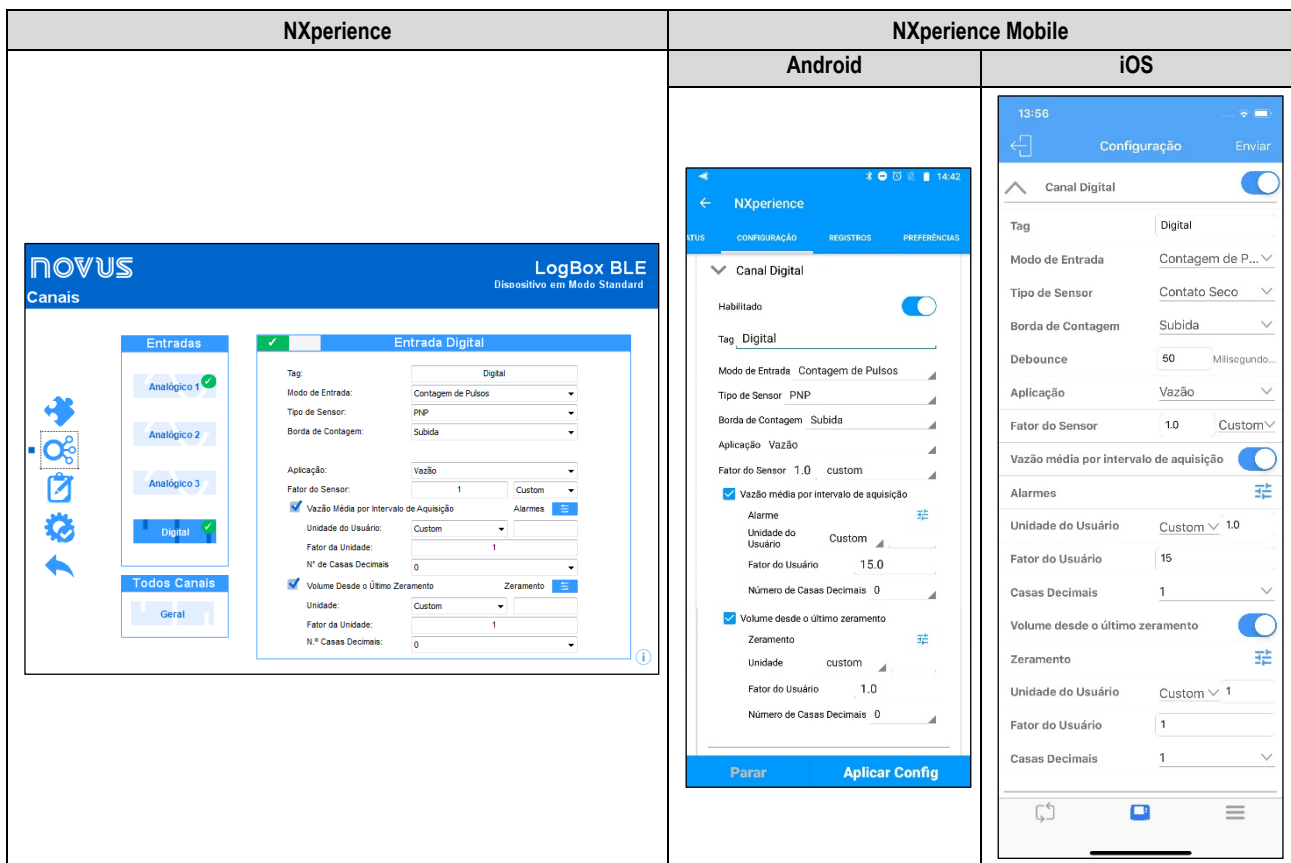 NXperience
NXperience Mobile
Android
iOS
NOVUS
Canais
LogBox BLE
Dispositivo em Modo Standard
Entradas
Analógico 1
Analógico 2
Analógico 3
Digital
Todos Canais
Geral
Entrada Digital
Tag: Digital
Modo de Entrada: Contagem de Pulsos
Tipo de Sensor: PNP
Borda de Contagem: Subida
Aplicação: Vazão
Fator do Sensor: 1 Custom
Vazão Média por Intervalo de Aquisição Alarmes
Unidade do Usuário: Custom
Fator da Unidade: 1
N° de Casas Decimais 0
Volume Desde o Último Zeramento Zeramento
Unidade: Custom
Fator da Unidade: 1
N.º Casas Decimais: 0
14:42
NXperience
ATUS CONFIGURAÇÃO REGISTROS PREFERÊNCIAS
Canal Digital
Habilitado
Tag Digital
Modo de Entrada Contagem de Pulsos
Tipo de Sensor PNP
Borda de Contagem Subida
Aplicação Vazão
Fator do Sensor 1.0 custom
Vazão média por intervalo de aquisição
Alarme
Unidade do
Usuário Custom
Fator do Usuário 15.0
Número de Casas Decimais 0
Volume desde o último zeramento
Zeramento
Unidade custom
Fator do Usuário 1.0
Número de Casas Decimais 0
Parar Aplicar Config
13:56
Configuração Enviar
Canal Digital
Tag Digital
Modo de Entrada Contagem de P...
Tipo de Sensor Contato Seco
Borda de Contagem Subida
Debounce 50 Milisegundo...
Aplicação Vazão
Fator do Sensor 1.0 Custom
Vazão média por intervalo de aquisição
Alarmes
Unidade do Usuário Custom 1.0
Fator do Usuário 15
Casas Decimais 1
Volume desde o último zeramento
Zeramento
Unidade do Usuário Custom 1
Fator do Usuário 1
Casas Decimais 1